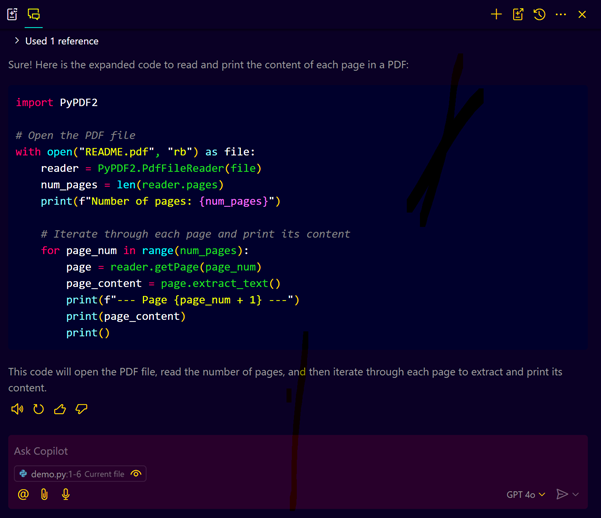 Used 1 reference
Sure! Here is the expanded code to read and print the content of each page in a PDF:
import PyPDF2
# Open the PDF file
with open("README.pdf", "rb") as file:
    reader = PyPDF2.PdfFileReader(file)
    num_pages = len(reader.pages)
    print(f"Number of pages: {num_pages}")
    # Iterate through each page and print its content
    for page_num in range(num_pages):
        page = reader.getPage(page_num)
        page_content = page.extract_text()
        print(f"--- Page {page_num + 1} ---")
        print(page_content)
        print()
This code will open the PDF file, read the number of pages, and then iterate through each page to extract and print its
content.
Ask Copilot
demo.py:1-6 Current file
GPT 4o